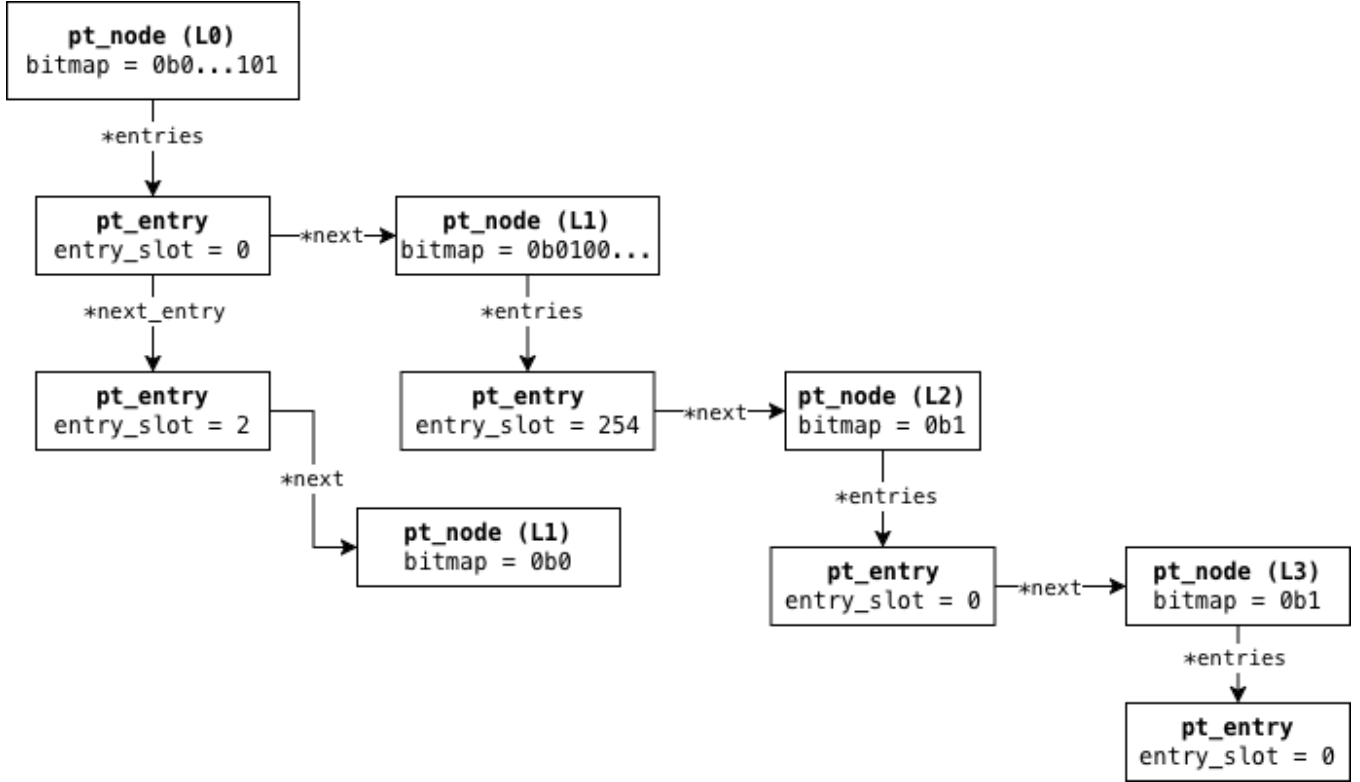 pt_node (L0)
bitmap = 0b0...101
*entries
pt_entry
entry_slot = 0
*next
pt_node (L1)
bitmap = 0b0100...
*next_entry
*entries
pt_entry
entry_slot = 2
pt_entry
entry_slot = 254
*next
pt_node (L2)
bitmap = 0b1
*next
*entries
pt_node (L1)
bitmap = 0b0
pt_entry
entry_slot = 0
*next
pt_node (L3)
bitmap = 0b1
*entries
pt_entry
entry_slot = 0